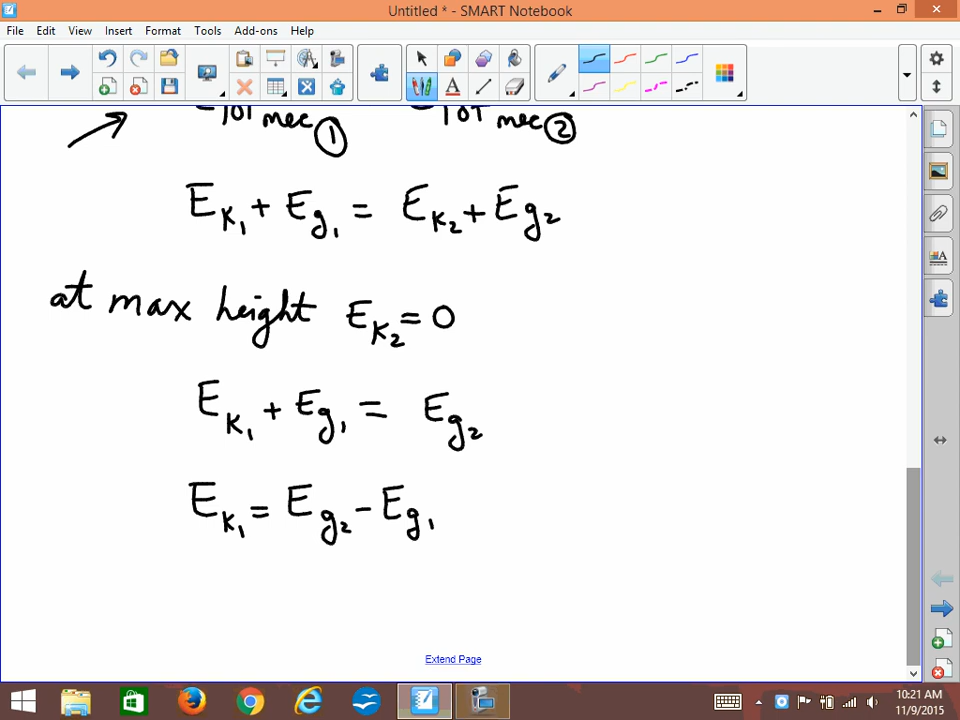 Untitled * - SMART Notebook
File Edit View Insert Format Tools Add-ons Help
E TOT mec ① E TOT mec ②
E_K₁ + E_g₁ = E_K₂ + E_g₂
at max height E_K₂ = 0
E_K₁ + E_g₁ = E_g₂
E_K₁ = E_g₂ - E_g₁
Extend Page
10:21 AM
11/9/2015